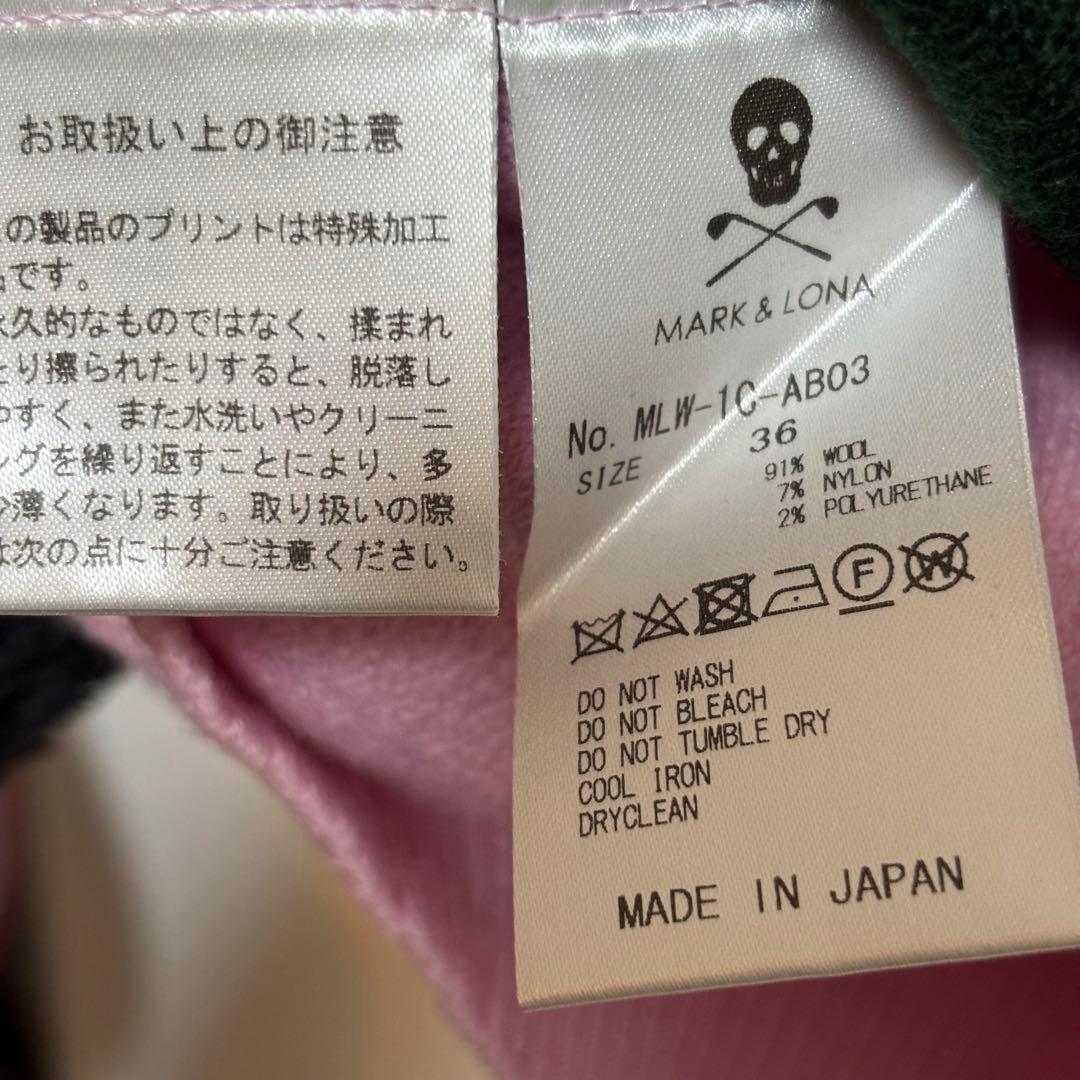 お取扱い上の御注意
の製品のプリントは特殊加工
です。
久的なものではなく、揉まれ
り擦られたりすると、脱落し
すく、また水洗いやクリーニ
ングを繰り返すことにより、多
薄くなります。取り扱いの際
は次の点に十分ご注意ください。
MARK & LONA
No. MLW-1C-AB03
SIZE 36
91% WOOL
7% NYLON
2% POLYURETHANE
F W
DO NOT WASH
DO NOT BLEACH
DO NOT TUMBLE DRY
COOL IRON
DRYCLEAN
MADE IN JAPAN